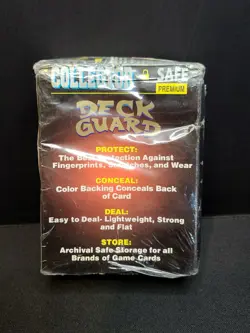 SAFE
PREMIUM
DECK
GUARD
PROTECT:
The Best Protection Against
Fingerprints, Scratches, and Wear
CONCEAL:
Color Backing Conceals Back
of Card
DEAL:
Easy to Deal- Lightweight, Strong
and Flat
STORE:
Archival Safe Storage for all
Brands of Game Cards